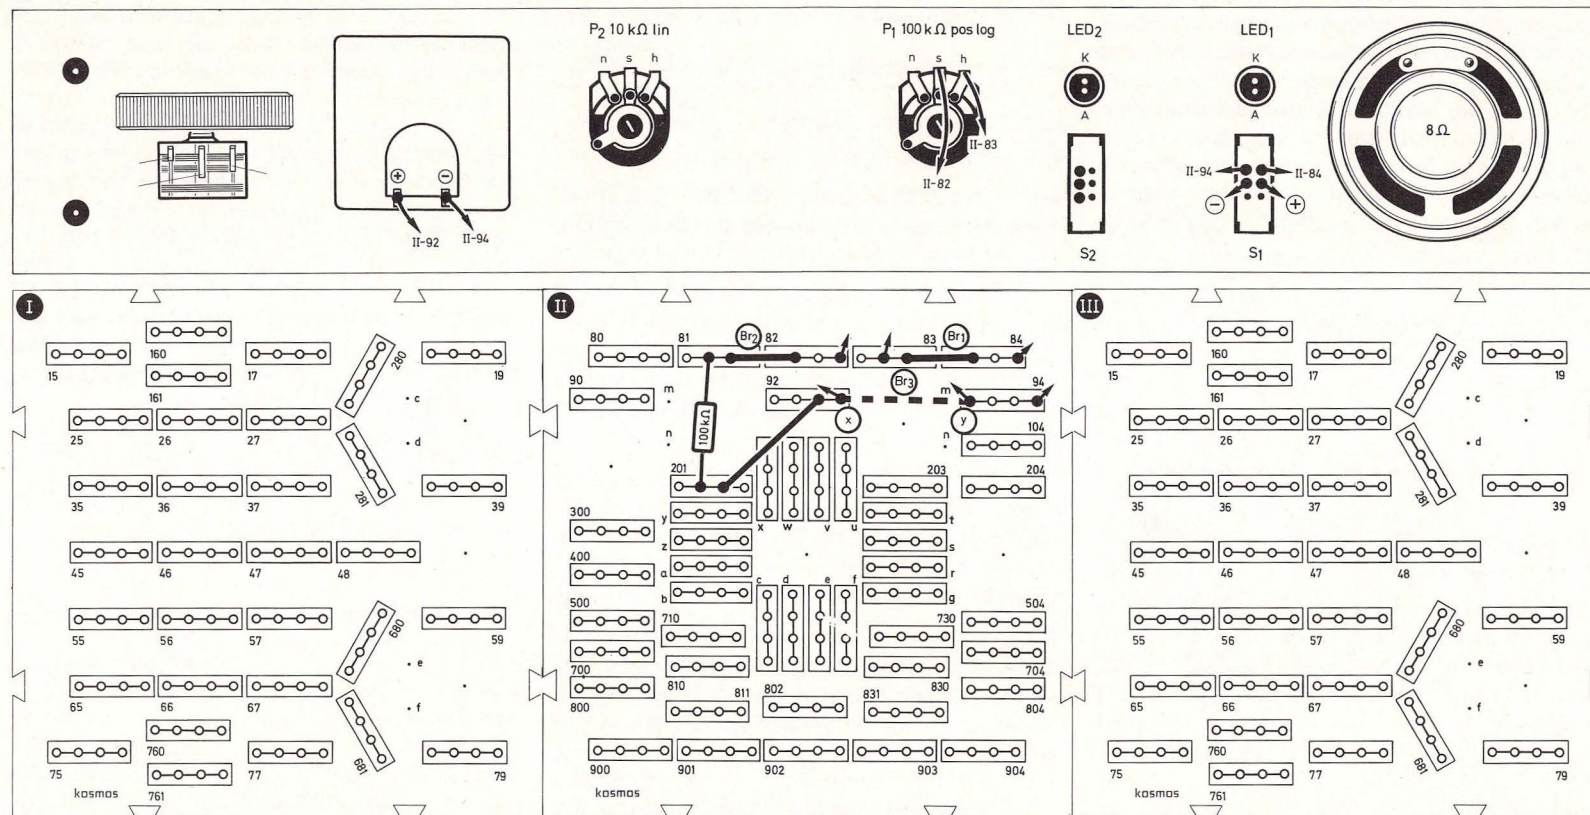 P2 10 kΩ lin
n s h
P1 100 kΩ pos log
n s h
LED2
K
A
LED1
K
A
8Ω
II-83
II-82
II-94
II-84
⊖
⊕
⊕ ⊖
II-92
II-94
S2
S1
I
160
15
17
280
19
161
c
25
26
27
d
35
36
37
281
39
45
46
47
48
55
56
57
680
59
e
65
66
67
f
760
75
77
681
79
kosmos
761
II
80
81
Br2
82
83
Br1
84
90
m
92
Br3
m
94
x
y
100kΩ
n
n
104
201
203
204
y
x w v u
t
300
z
s
400
a
r
b
c d e f
g
500
504
710
730
700
704
810
830
800
811
802
831
804
900
901
902
903
904
kosmos
III
160
15
17
280
19
161
c
25
26
27
d
35
36
37
281
39
45
46
47
48
55
56
57
680
59
e
65
66
67
f
760
75
77
681
79
kosmos
761